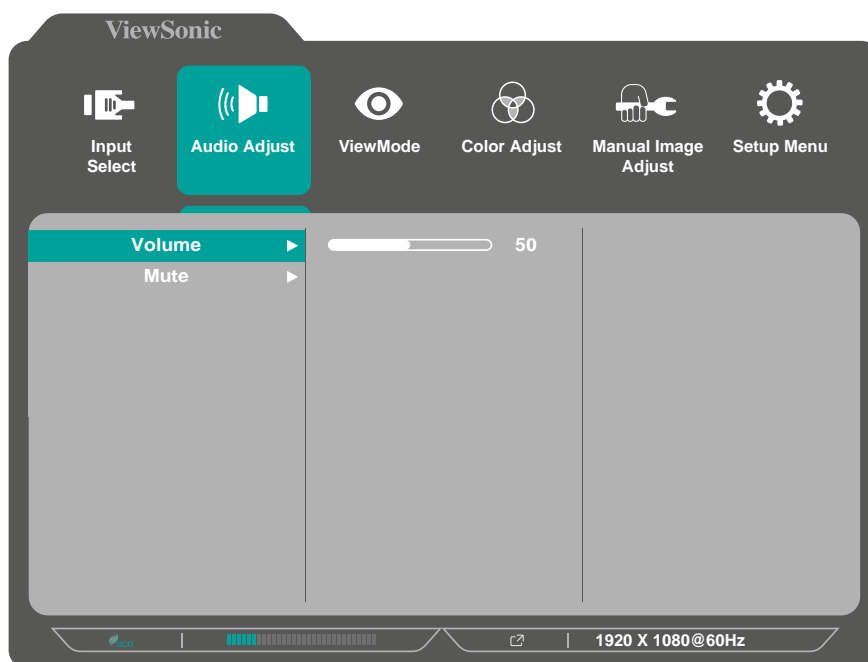 ViewSonic
Input
Select
Audio Adjust
ViewMode
Color Adjust
Manual Image
Adjust
Setup Menu
Volume
50
Mute
eco
1920 X 1080@60Hz